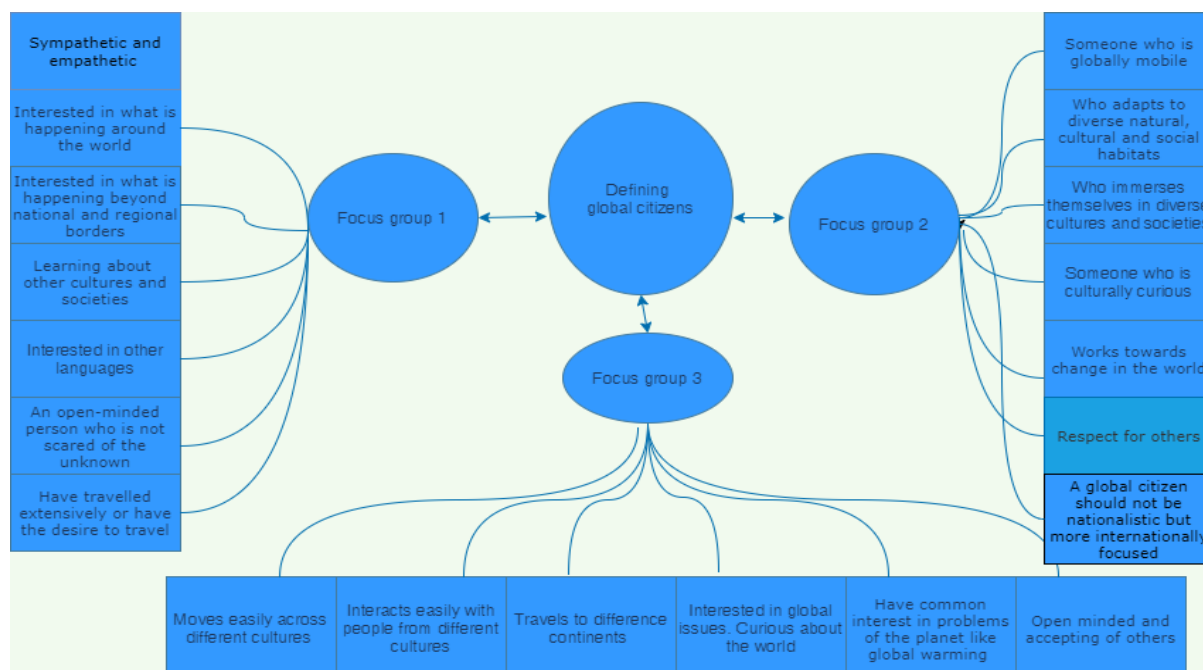 Sympathetic and
empathetic
Interested in what is
happening around
the world
Interested in what is
happening beyond
national and regional
borders
Learning about
other cultures and
societies
Interested in other
languages
An open-minded
person who is not
scared of the
unknown
Have travelled
extensively or have
the desire to travel
Focus group 1
Defining
global citizens
Focus group 2
Focus group 3
Someone who is
globally mobile
Who adapts to
diverse natural,
cultural and social
habitats
Who immerses
themselves in diverse
cultures and societies
Someone who is
culturally curious
Works towards
change in the world
Respect for others
A global citizen
should not be
nationalistic but
more internationally
focused
Moves easily across
different cultures
Interacts easily with
people from different
cultures
Travels to difference
continents
Interested in global
issues. Curious about
the world
Have common
interest in problems
of the planet like
global warming
Open minded and
accepting of others